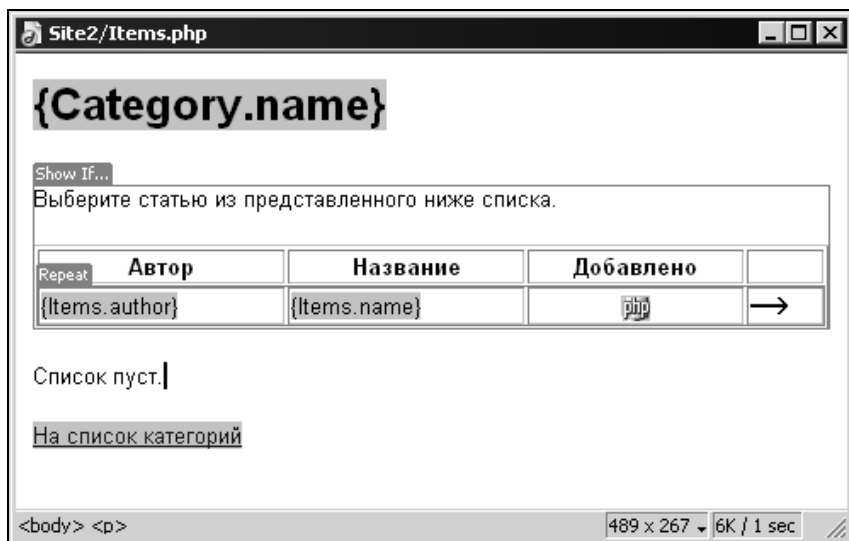 Site2/Items.php
{Category.name}
Show If...
Выберите статью из представленного ниже списка.
Автор Название Добавлено
Repeat
{Items.author} {Items.name} php →
Список пуст.
На список категорий
<body> <p> 489 x 267 6K / 1 sec